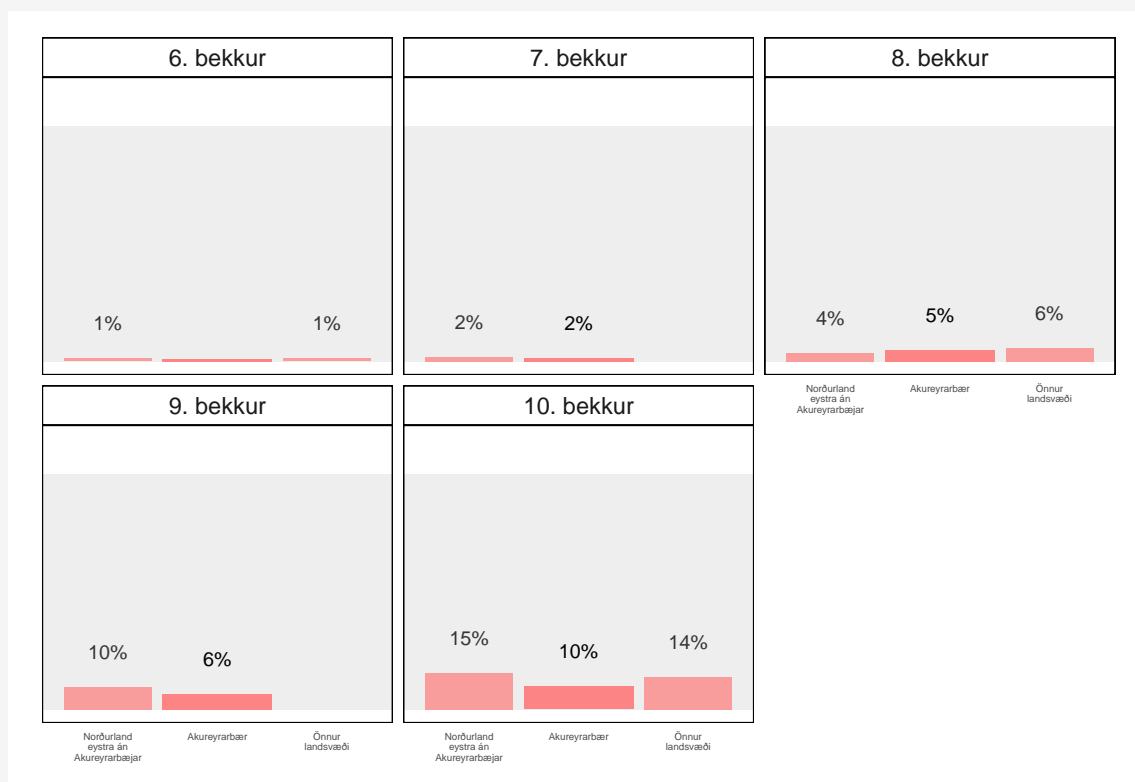 6. bekkur
7. bekkur
8. bekkur
1%
1%
2%
2%
4%
5%
6%
Norðurland
eystra án
Akureyrarbæjar
Akureyrarbær
Önnur
landsvæði
9. bekkur
10. bekkur
10%
6%
15%
10%
14%
Norðurland
eystra án
Akureyrarbæjar
Akureyrarbær
Önnur
landsvæði
Norðurland
eystra án
Akureyrarbæjar
Akureyrarbær
Önnur
landsvæði